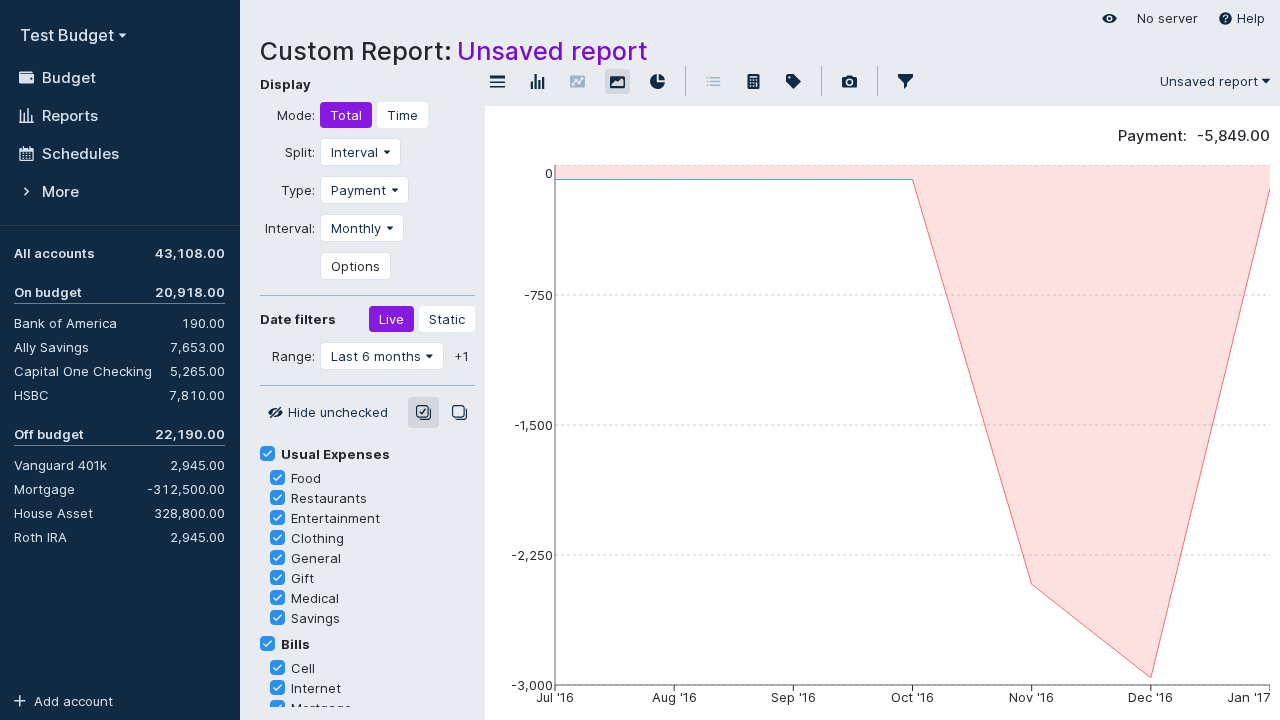 Test Budget
Budget
Reports
Schedules
More
All accounts 43,108.00
On budget 20,918.00
Bank of America 190.00
Ally Savings 7,653.00
Capital One Checking 5,265.00
HSBC 7,810.00
Off budget 22,190.00
Vanguard 401k 2,945.00
Mortgage -312,500.00
House Asset 328,800.00
Roth IRA 2,945.00
Add account
No server Help
Custom Report: Unsaved report
Display
Mode: Total Time
Split: Interval
Type: Payment
Interval: Monthly
Options
Date filters Live Static
Range: Last 6 months +1
Hide unchecked
Usual Expenses
Food
Restaurants
Entertainment
Clothing
General
Gift
Medical
Savings
Bills
Cell
Internet
Mortgage
Unsaved report
Payment: -5,849.00
0
-750
-1,500
-2,250
-3,000
Jul '16 Aug '16 Sep '16 Oct '16 Nov '16 Dec '16 Jan '17